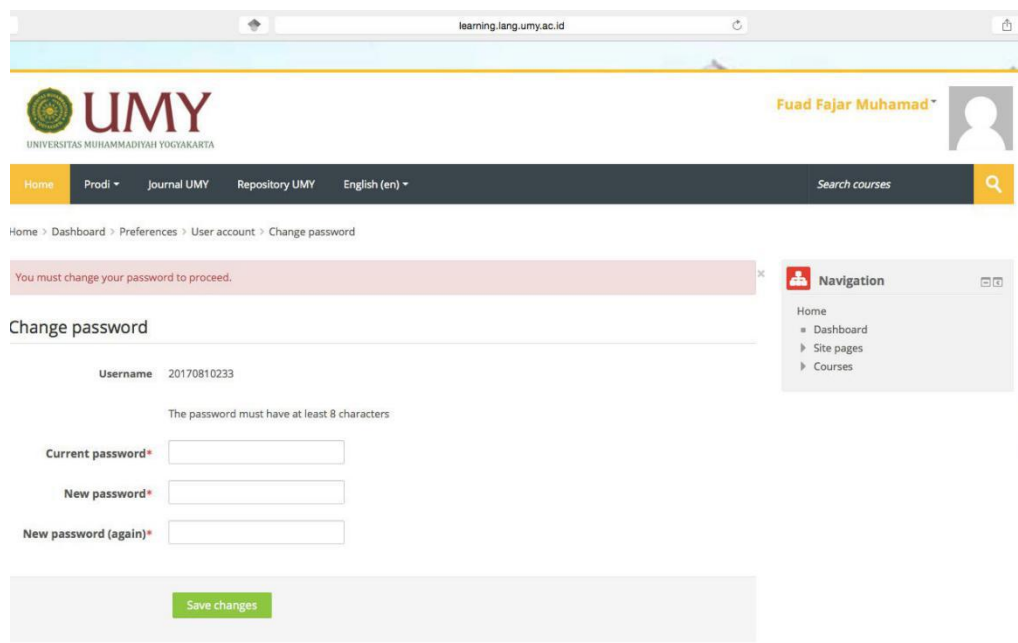 learning.lang.umy.ac.id
UMY
UNIVERSITAS MUHAMMADIYAH YOGYAKARTA
Fuad Fajar Muhamad
Home Prodi Journal UMY Repository UMY English (en) Search courses
Home > Dashboard > Preferences > User account > Change password
You must change your password to proceed. ×
Change password
Username 20170810233
The password must have at least 8 characters
Current password*
New password*
New password (again)*
Save changes
Navigation
Home
Dashboard
Site pages
Courses